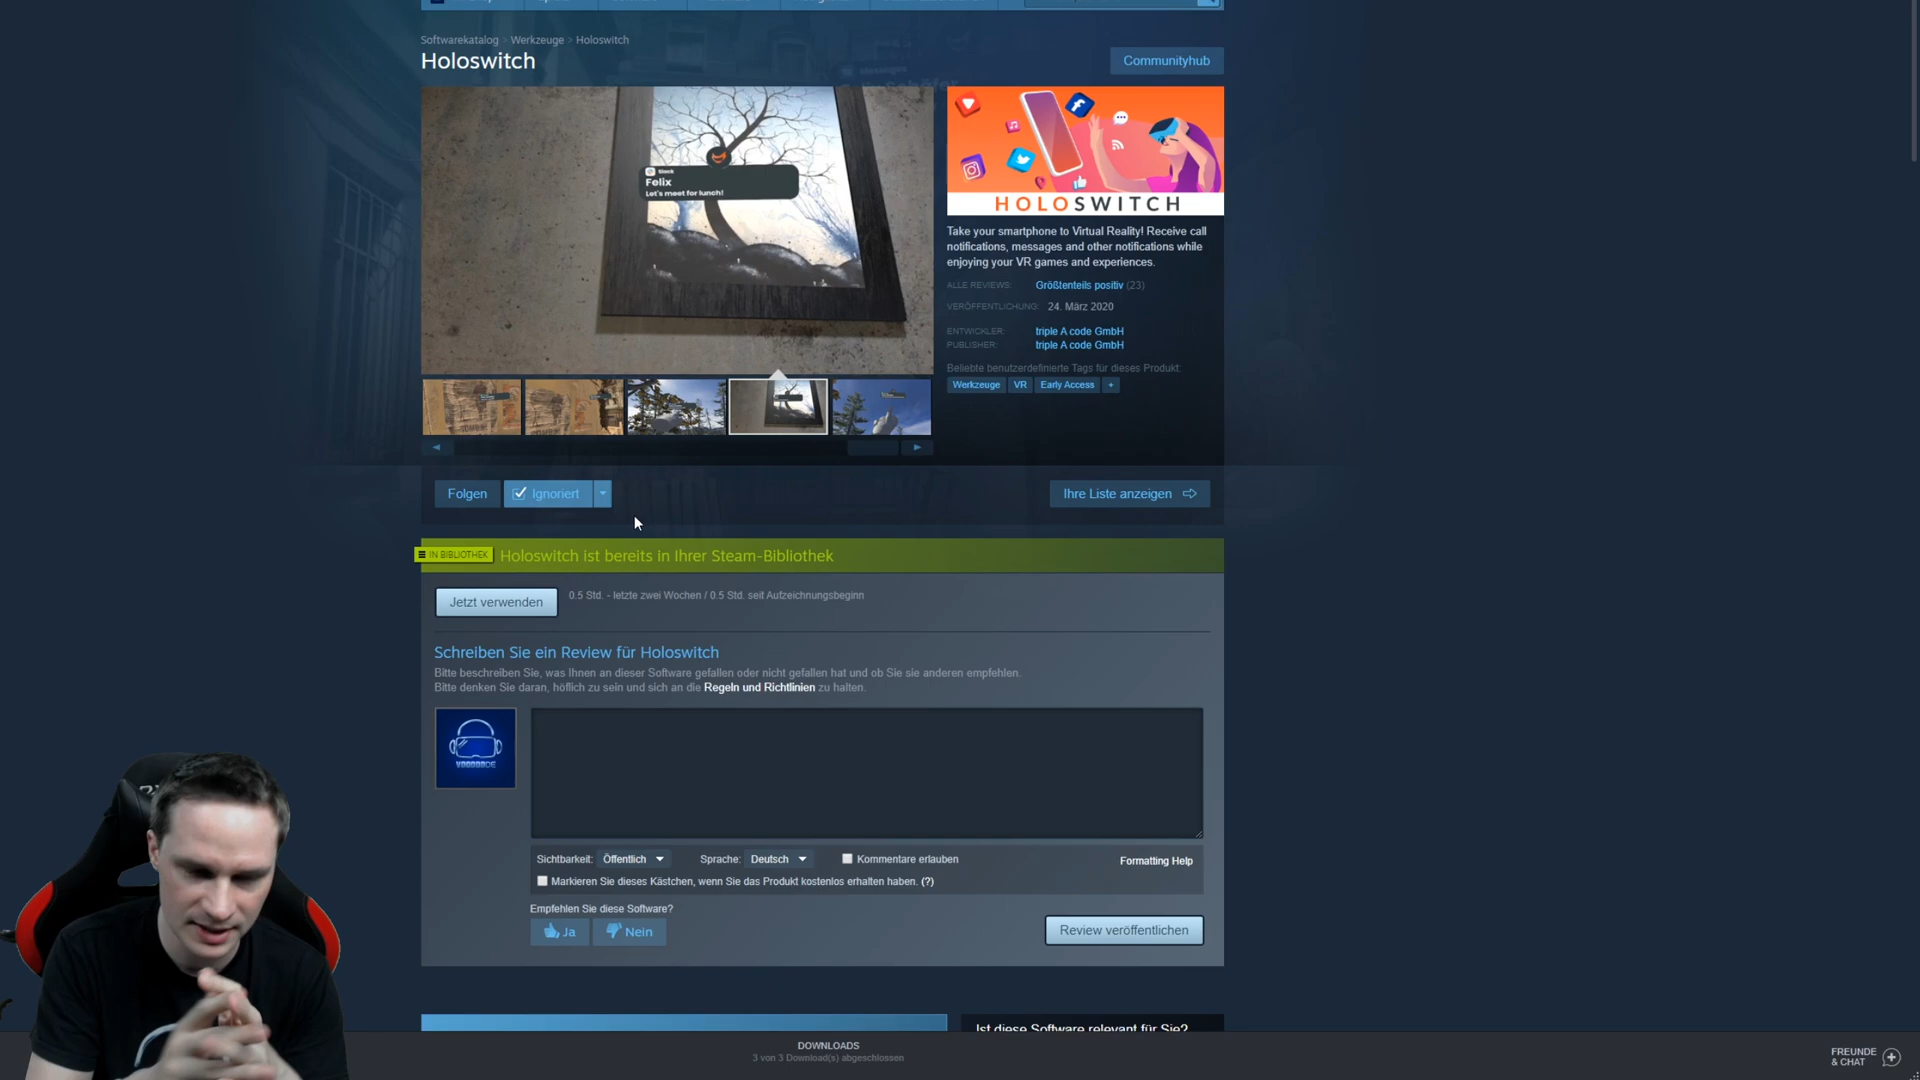 Softwarekatalog > Werkzeuge > Holoswitch
Holoswitch
Communityhub
Slack
Felix
Let's meet for lunch!
HOLOSWITCH
Take your smartphone to Virtual Reality! Receive call
notifications, messages and other notifications while
enjoying your VR games and experiences.
ALLE REVIEWS: Größtenteils positiv (23)
VERÖFFENTLICHUNG: 24. März 2020
ENTWICKLER: triple A code GmbH
PUBLISHER: triple A code GmbH
Beliebte benutzerdefinierte Tags für dieses Produkt:
Werkzeuge VR Early Access +
Folgen Ignoriert Ihre Liste anzeigen
IN BIBLIOTHEK Holoswitch ist bereits in Ihrer Steam-Bibliothek
Jetzt verwenden 0.5 Std. - letzte zwei Wochen / 0.5 Std. seit Aufzeichnungsbeginn
Schreiben Sie ein Review für Holoswitch
Bitte beschreiben Sie, was Ihnen an dieser Software gefallen oder nicht gefallen hat und ob Sie sie anderen empfehlen.
Bitte denken Sie daran, höflich zu sein und sich an die Regeln und Richtlinien zu halten.
Sichtbarkeit: Öffentlich Sprache: Deutsch Kommentare erlauben Formatting Help
Markieren Sie dieses Kästchen, wenn Sie das Produkt kostenlos erhalten haben. (?)
Empfehlen Sie diese Software?
Ja Nein Review veröffentlichen
Ist diese Software relevant für Sie?
DOWNLOADS
3 von 3 Download(s) abgeschlossen
FREUNDE
& CHAT